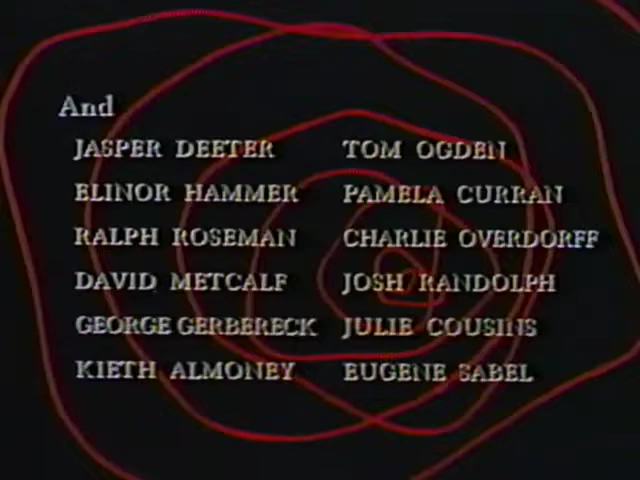 And
JASPER DEETER TOM OGDEN
ELINOR HAMMER PAMELA CURRAN
RALPH ROSEMAN CHARLIE OVERDORFF
DAVID METCALF JOSH RANDOLPH
GEORGE GERBERECK JULIE COUSINS
KIETH ALMONEY EUGENE SABEL